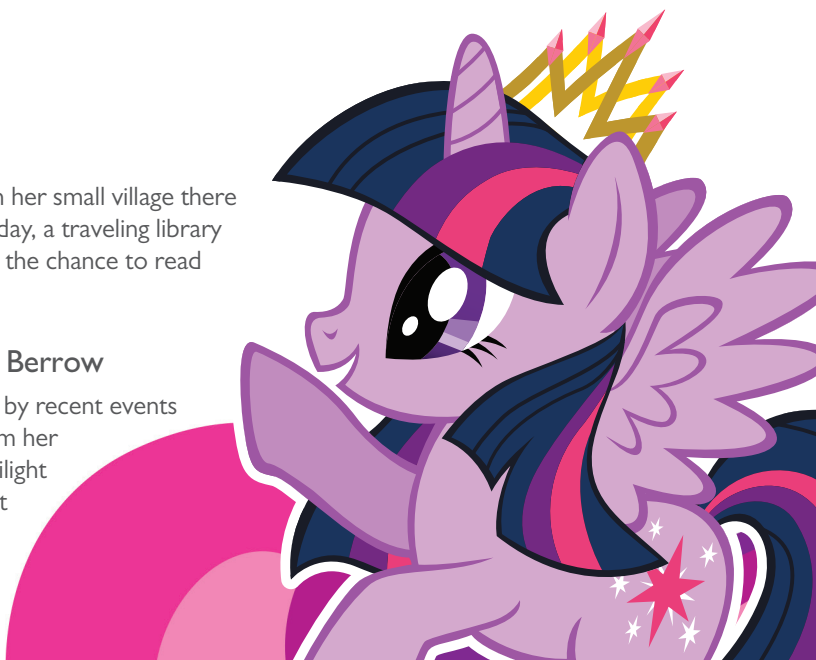 n her small village there
day, a traveling library
the chance to read
Berrow
by recent events
m her
ilight
t